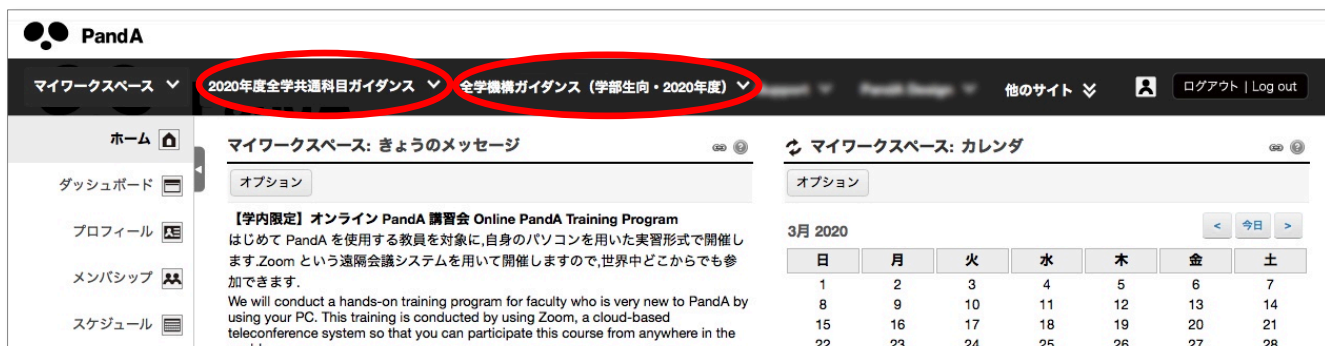 PandA
マイワークスペース
2020年度全学共通科目ガイダンス
全学機構ガイダンス（学部生向・2020年度）
他のサイト
ログアウト | Log out
ホーム
ダッシュボード
プロフィール
メンバシップ
スケジュール
マイワークスペース: きょうのメッセージ
オプション
【学内限定】オンライン PandA 講習会 Online PandA Training Program
はじめて PandA を使用する教員を対象に,自身のパソコンを用いた実習形式で開催し
ます.Zoom という遠隔会議システムを用いて開催しますので,世界中どこからでも参
加できます.
We will conduct a hands-on training program for faculty who is very new to PandA by
using your PC. This training is conducted by using Zoom, a cloud-based
teleconference system so that you can participate this course from anywhere in the
マイワークスペース: カレンダ
オプション
3月 2020
< 今日 >
日 月 火 水 木 金 土
1 2 3 4 5 6 7
8 9 10 11 12 13 14
15 16 17 18 19 20 21
22 23 24 25 26 27 28